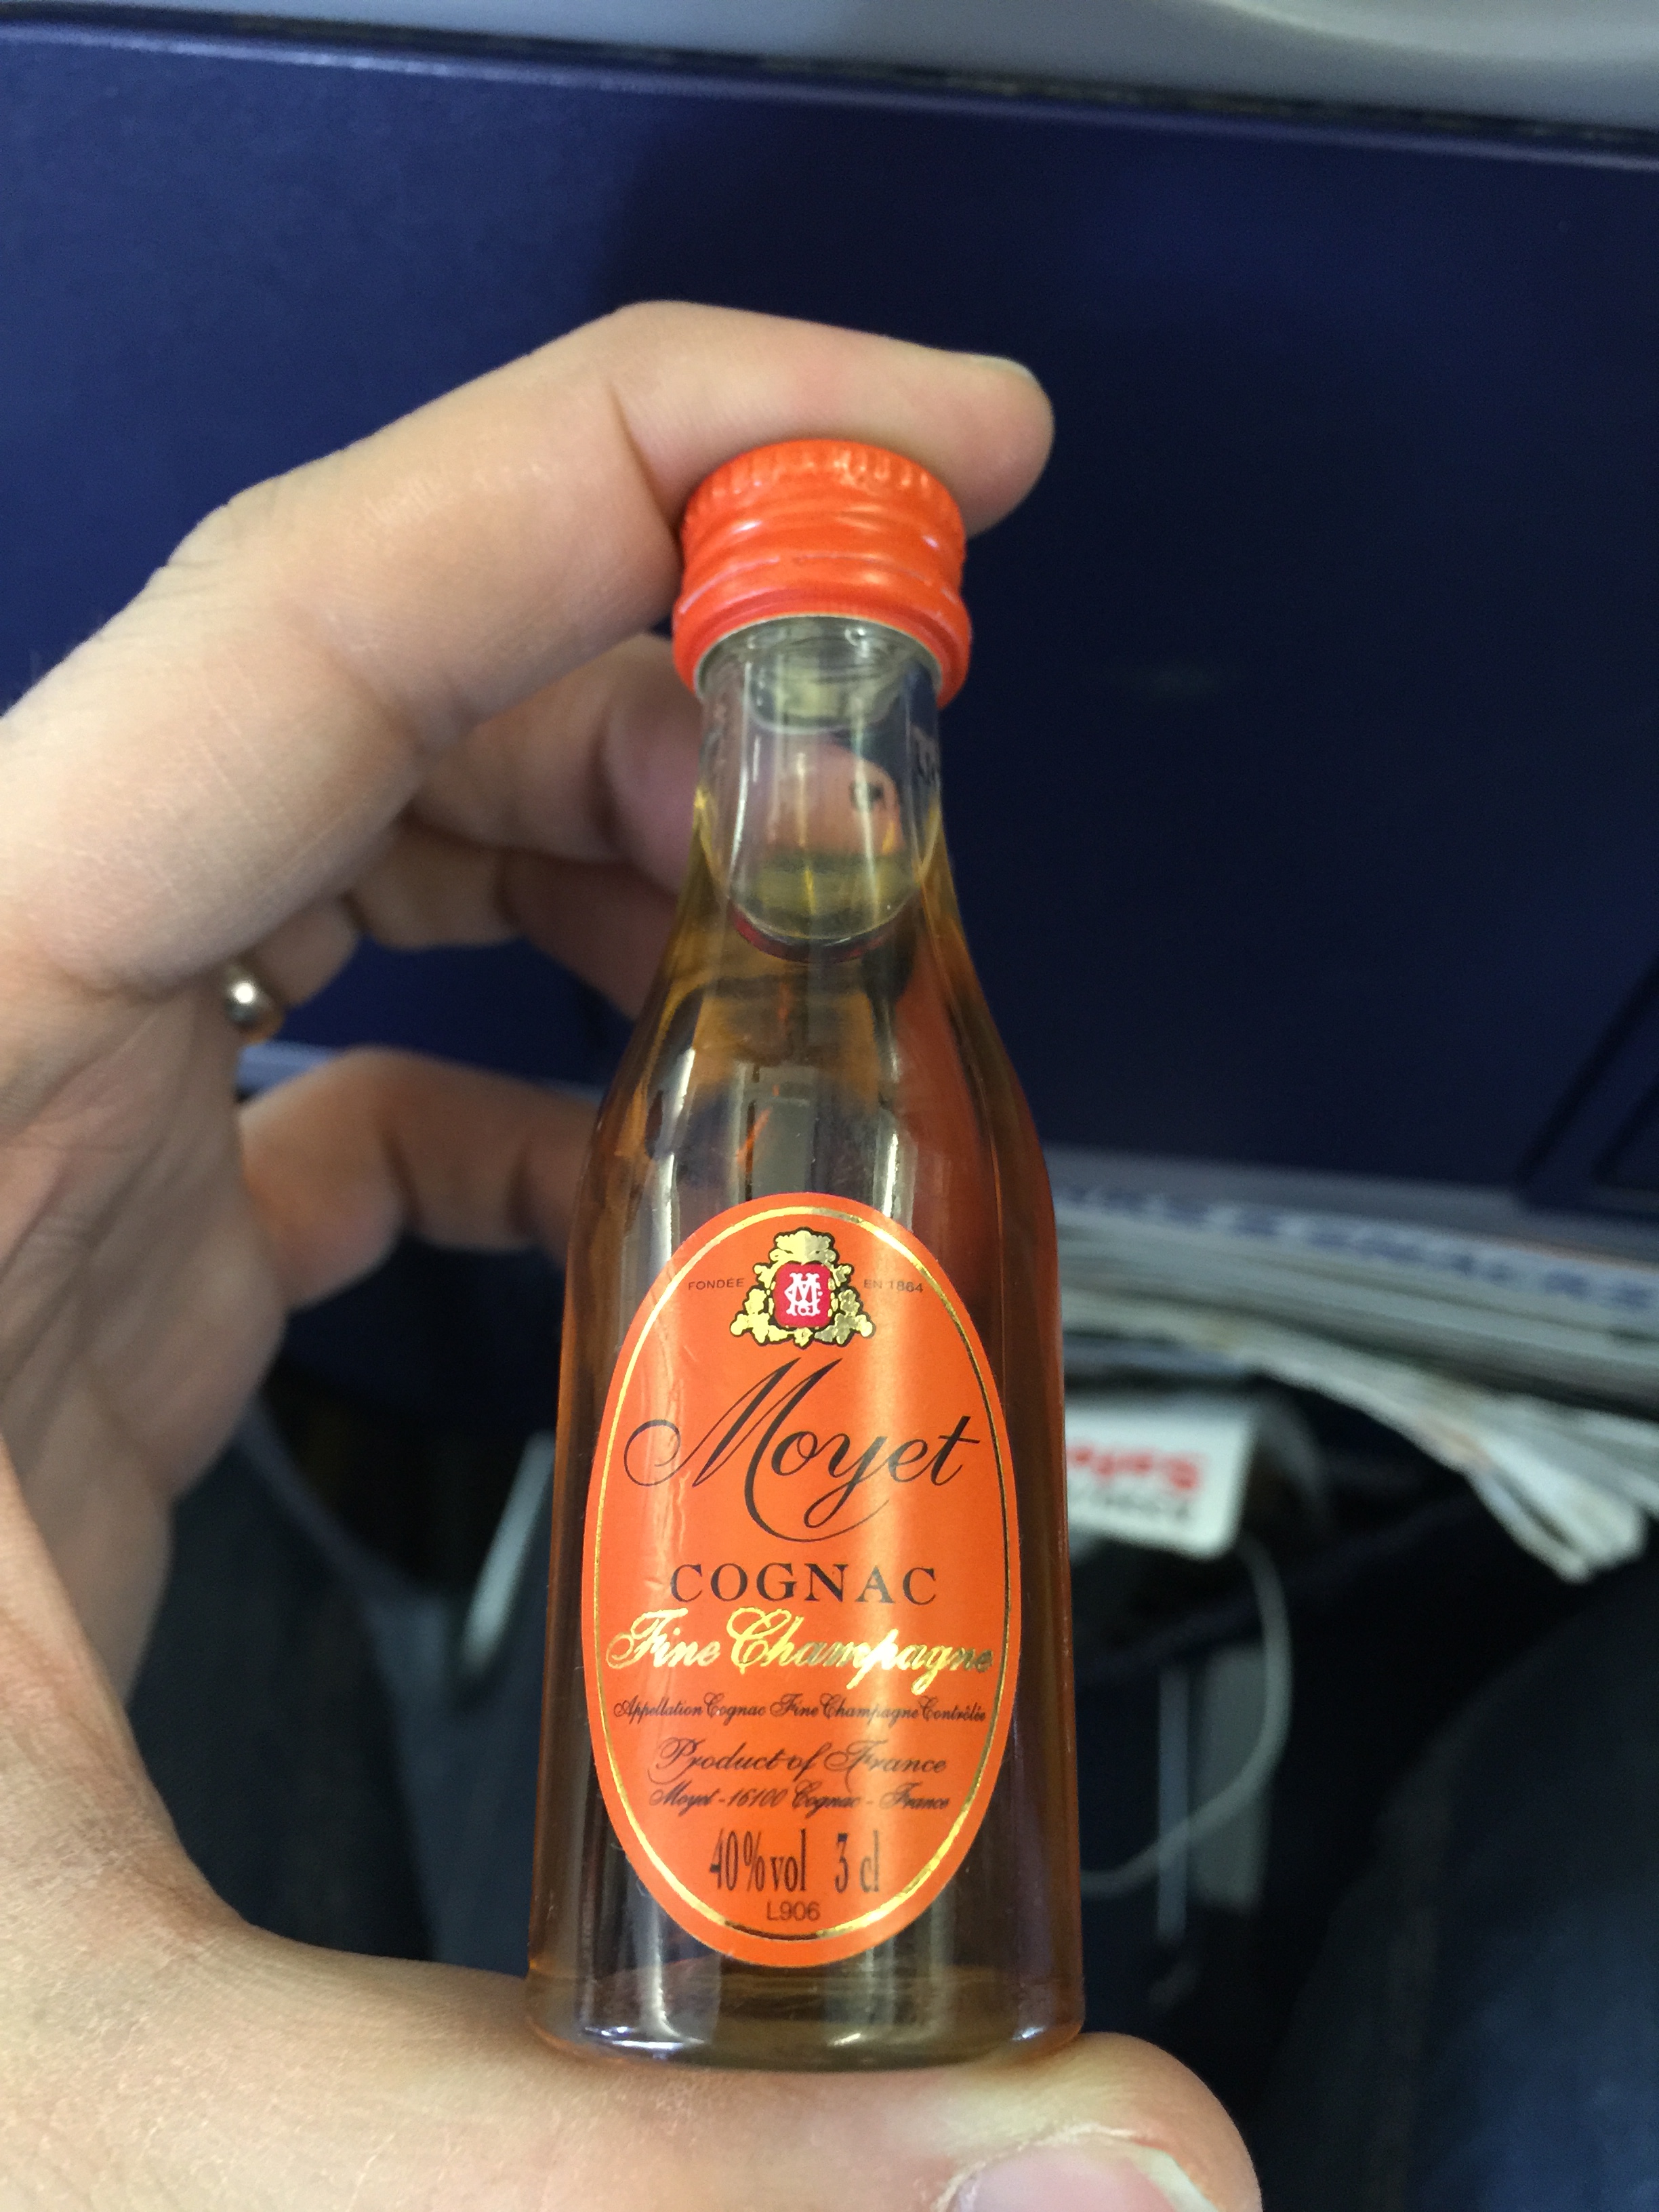 FONDÉE EN 1864
Moyet
COGNAC
Fine Champagne
Appellation Cognac Fine Champagne Contrôlée
Product of France
Moyet - 16100 Cognac - France
40% vol 3 cl
L906
Safety